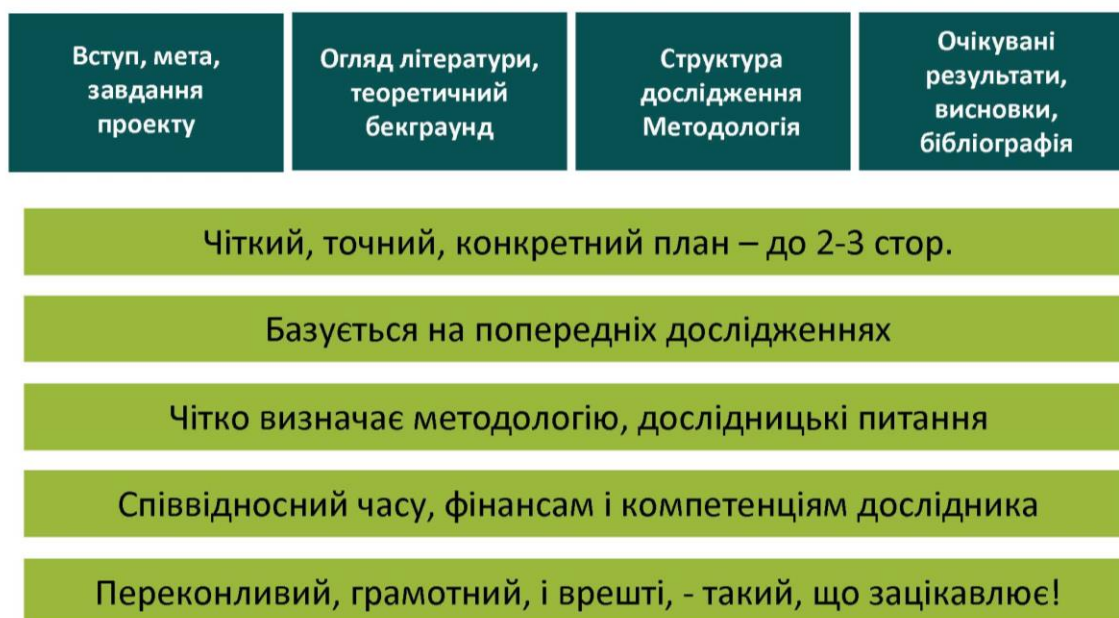 Вступ, мета,
завдання
проекту
Огляд літератури,
теоретичний
бекграунд
Структура
дослідження
Методологія
Очікувані
результати,
висновки,
бібліографія
Чіткий, точний, конкретний план – до 2-3 стор.
Базується на попередніх дослідженнях
Чітко визначає методологію, дослідницькі питання
Співвідносний часу, фінансам і компетенціям дослідника
Переконливий, грамотний, і врешті, - такий, що зацікавлює!